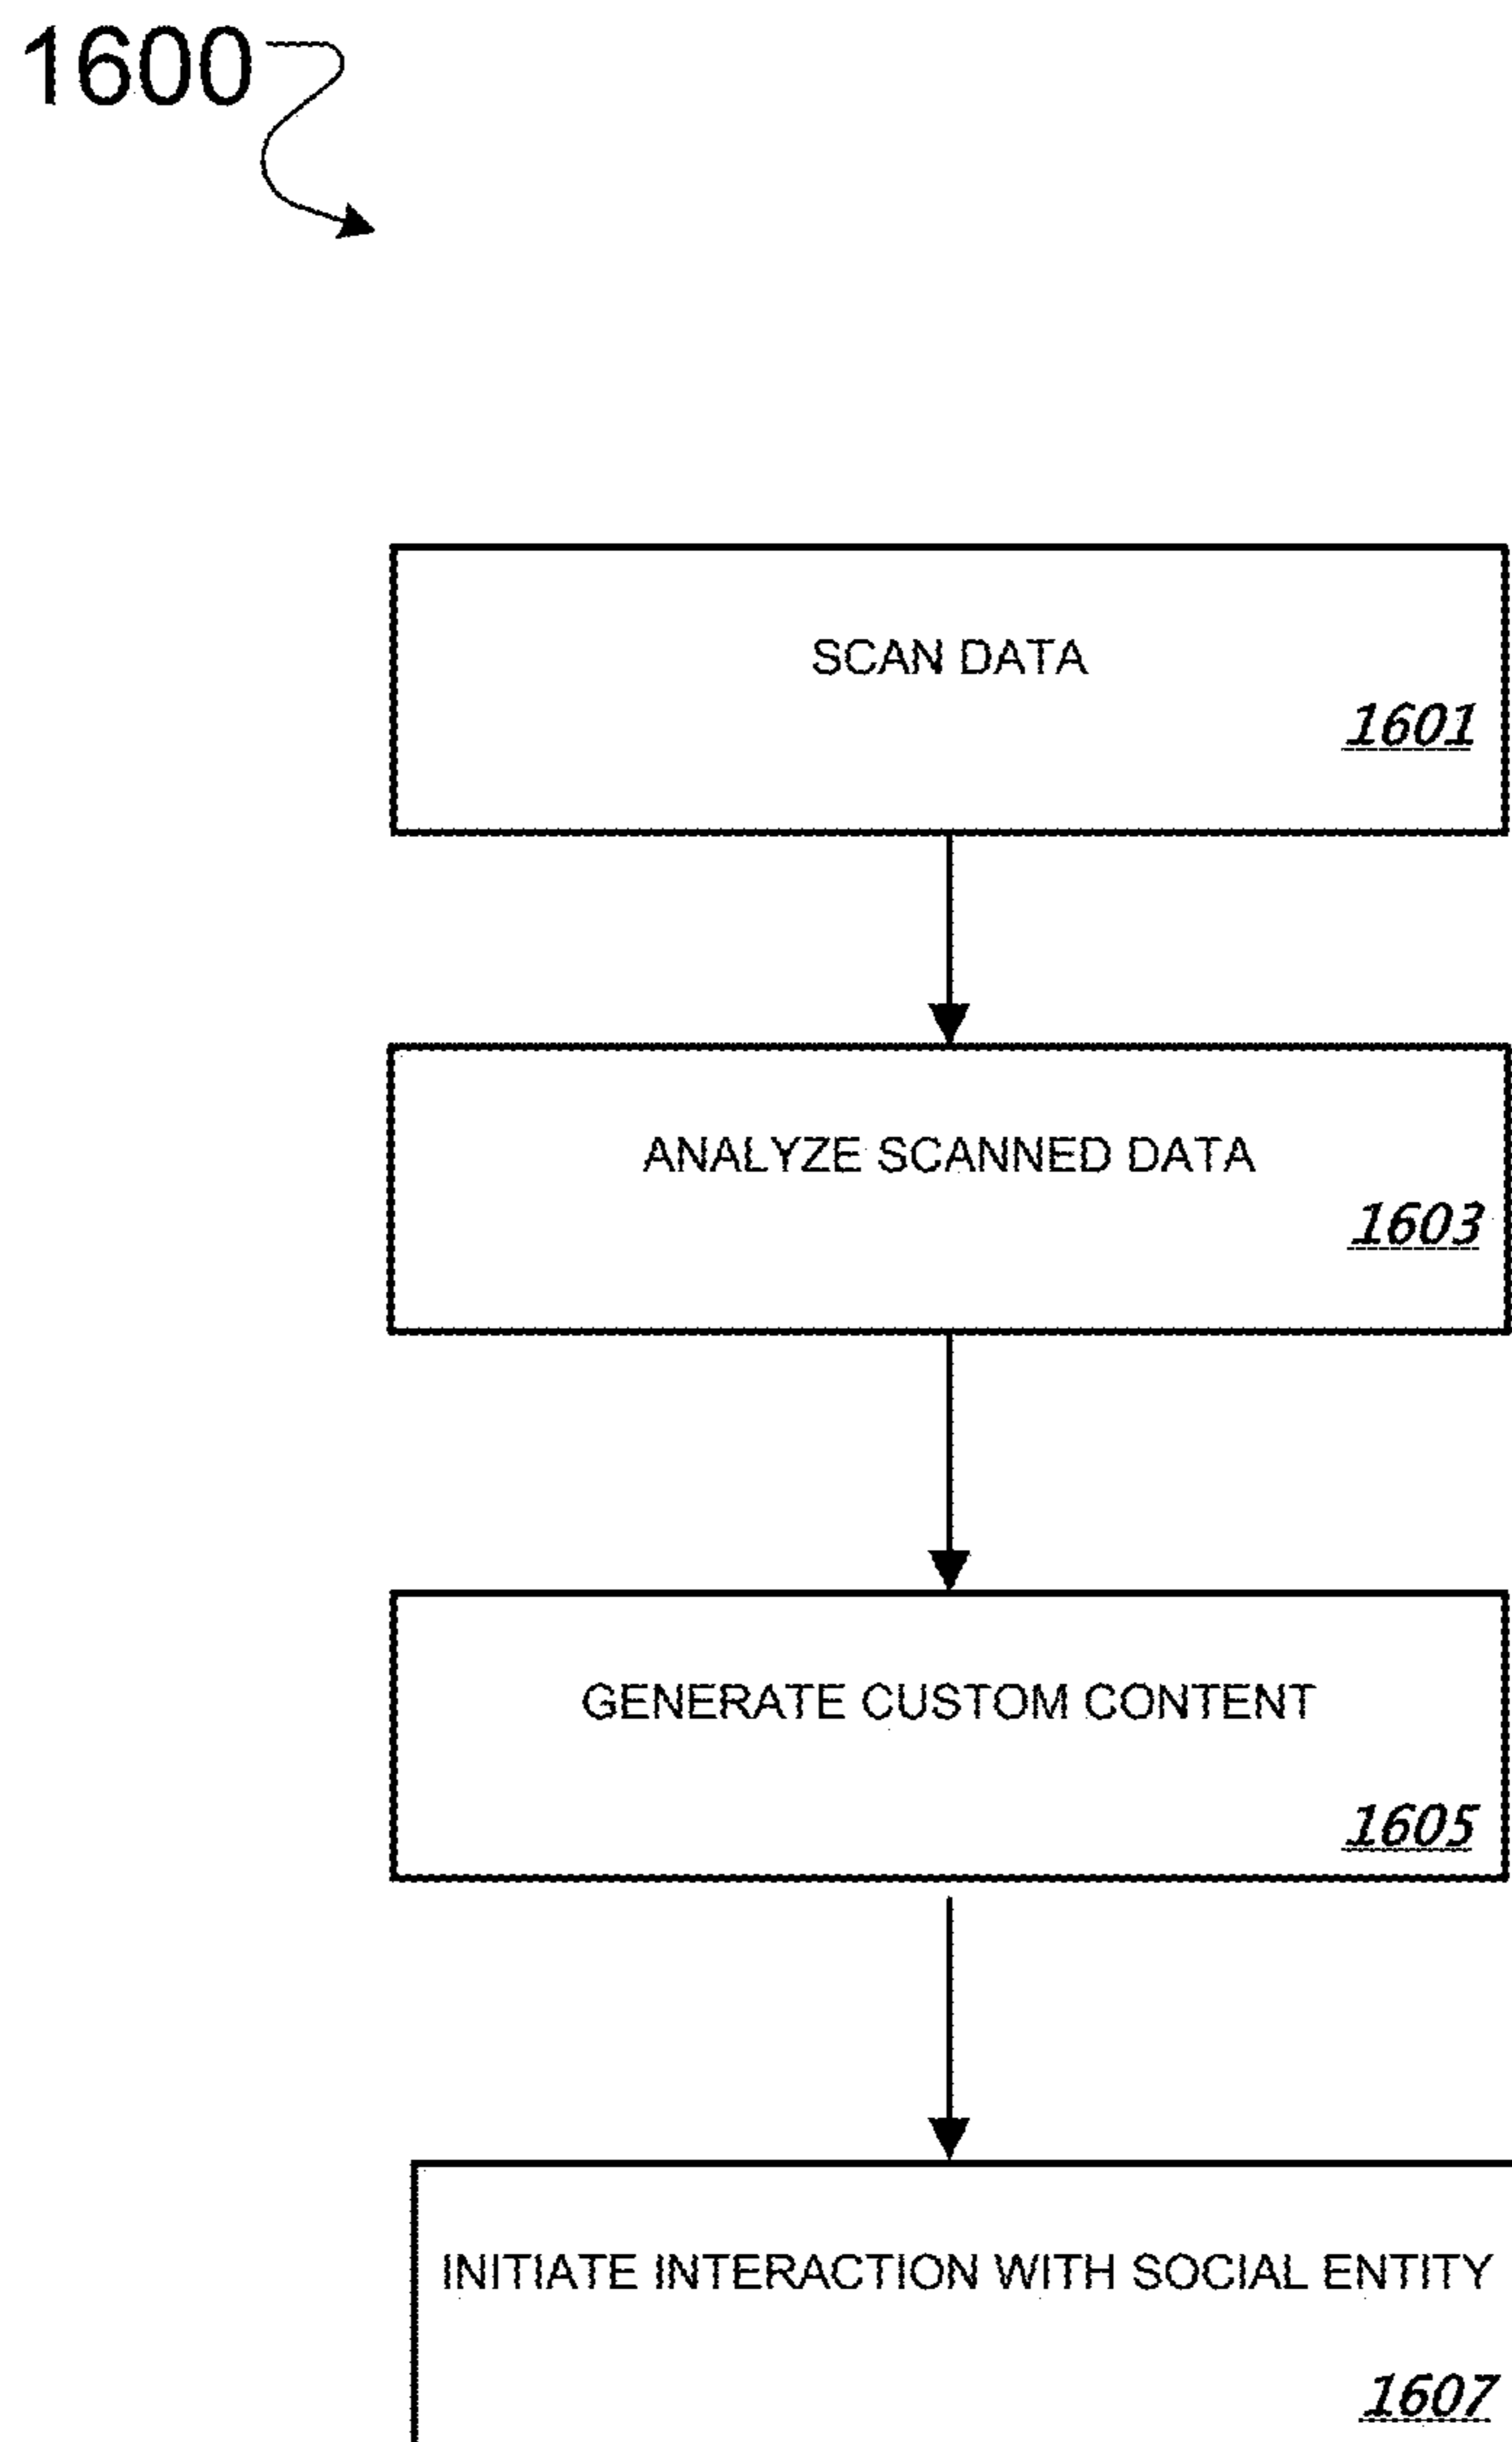 1600
SCAN DATA
1601
ANALYZE SCANNED DATA
1603
GENERATE CUSTOM CONTENT
1605
INITIATE INTERACTION WITH SOCIAL ENTITY
1607